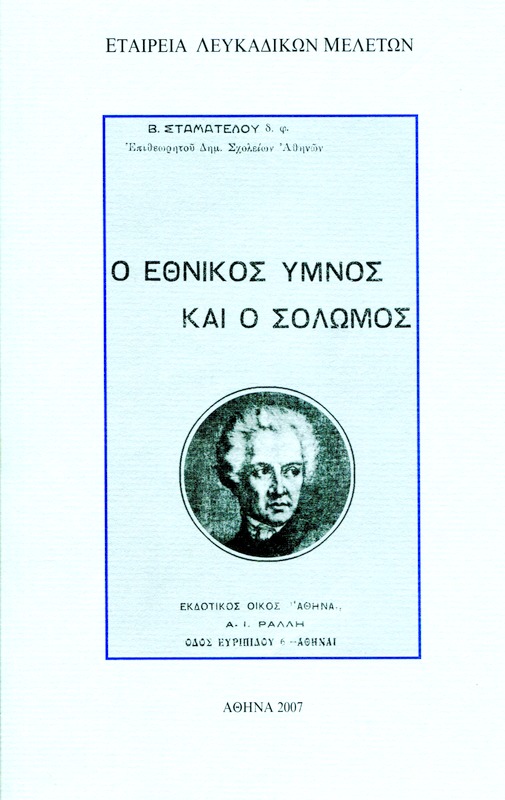 ΕΤΑΙΡΕΙΑ ΛΕΥΚΑΔΙΚΩΝ ΜΕΛΕΤΩΝ
Β. ΣΤΑΜΑΤΕΛΟΥ δ. φ.
Ἐπιθεωρητοῦ Δημ. Σχολείων Ἀθηνῶν
Ο ΕΘΝΙΚΟΣ ΥΜΝΟΣ
ΚΑΙ Ο ΣΟΛΩΜΟΣ
ΕΚΔΟΤΙΚΟΣ ΟΙΚΟΣ "ΑΘΗΝΑ,,
Α. Ι. ΡΑΛΛΗ
ΟΔΟΣ ΕΥΡΙΠΙΔΟΥ 6 —ΑΘΗΝΑΙ
ΑΘΗΝΑ 2007